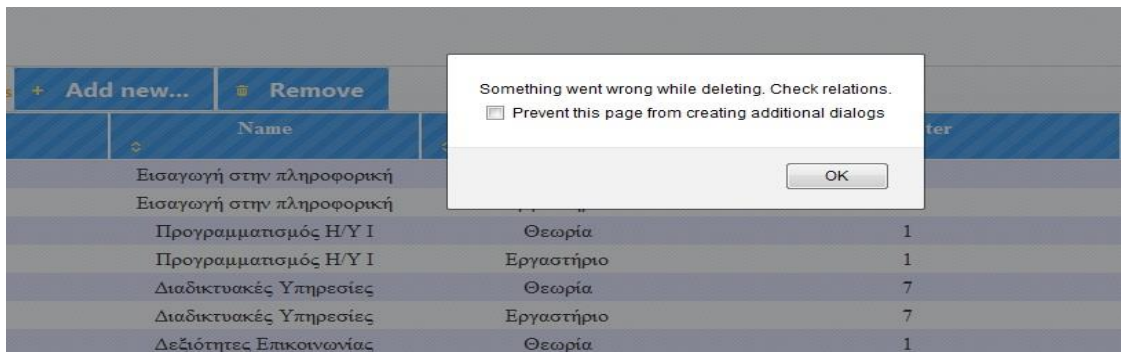 Something went wrong while deleting. Check relations.
Prevent this page from creating additional dialogs
OK
s + Add new... Remove
Name ter
Εισαγωγή στην πληροφορική
Εισαγωγή στην πληροφορική
Προγραμματισμός Η/Υ Ι Θεωρία 1
Προγραμματισμός Η/Υ Ι Εργαστήριο 1
Διαδικτυακές Υπηρεσίες Θεωρία 7
Διαδικτυακές Υπηρεσίες Εργαστήριο 7
Δεξιότητες Επικοινωνίας Θεωρία 1